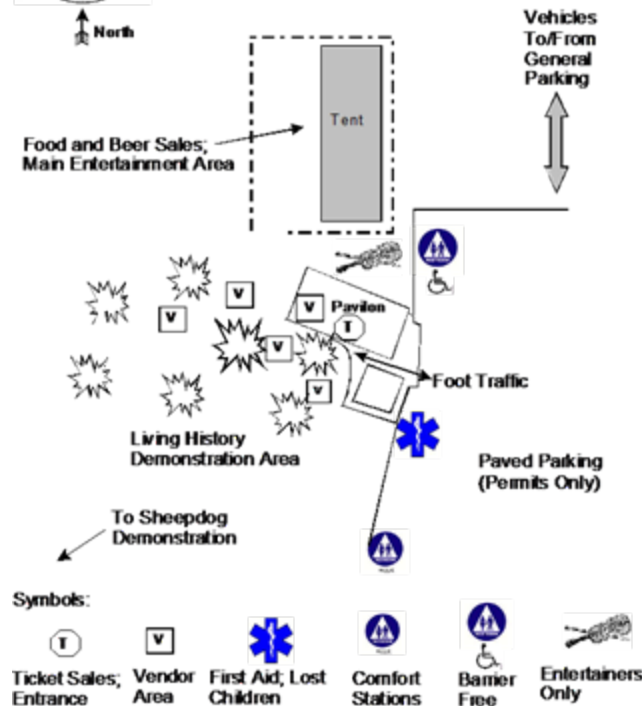 North
Vehicles
To/From
General
Parking
Tent
Food and Beer Sales;
Main Entertainment Area
V
V
V
Pavilon
T
V
V
Foot Traffic
Living History
Demonstration Area
Paved Parking
(Permits Only)
To Sheepdog
Demonstration
Symbols:
T
V
Ticket Sales;
Entrance
Vendor
Area
First Aid; Lost
Children
Comfort
Stations
Barrier
Free
Entertainers
Only